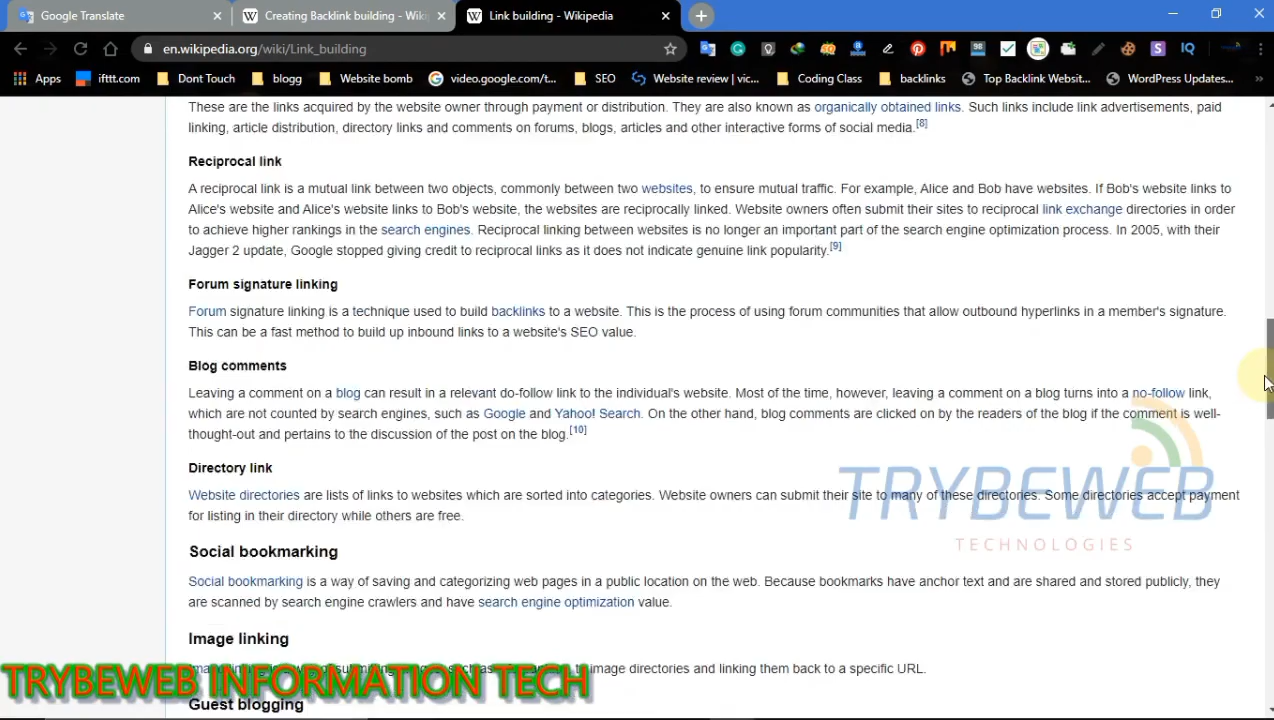 Google Translate
Creating Backlink building - Wiki
Link building - Wikipedia
en.wikipedia.org/wiki/Link_building
98
S
IQ
Apps
ifttt.com
Dont Touch
blogg
Website bomb
video.google.com/t...
SEO
Website review | vic...
Coding Class
backlinks
Top Backlink Websit...
WordPress Updates...
These are the links acquired by the website owner through payment or distribution. They are also known as organically obtained links. Such links include link advertisements, paid
linking, article distribution, directory links and comments on forums, blogs, articles and other interactive forms of social media.[8]
Reciprocal link
A reciprocal link is a mutual link between two objects, commonly between two websites, to ensure mutual traffic. For example, Alice and Bob have websites. If Bob's website links to
Alice's website and Alice's website links to Bob's website, the websites are reciprocally linked. Website owners often submit their sites to reciprocal link exchange directories in order
to achieve higher rankings in the search engines. Reciprocal linking between websites is no longer an important part of the search engine optimization process. In 2005, with their
Jagger 2 update, Google stopped giving credit to reciprocal links as it does not indicate genuine link popularity.[9]
Forum signature linking
Forum signature linking is a technique used to build backlinks to a website. This is the process of using forum communities that allow outbound hyperlinks in a member's signature.
This can be a fast method to build up inbound links to a website's SEO value.
Blog comments
Leaving a comment on a blog can result in a relevant do-follow link to the individual's website. Most of the time, however, leaving a comment on a blog turns into a no-follow link,
which are not counted by search engines, such as Google and Yahoo! Search. On the other hand, blog comments are clicked on by the readers of the blog if the comment is well-
thought-out and pertains to the discussion of the post on the blog.[10]
Directory link
Website directories are lists of links to websites which are sorted into categories. Website owners can submit their site to many of these directories. Some directories accept payment
for listing in their directory while others are free.
TRYBEWEB
TECHNOLOGIES
Social bookmarking
Social bookmarking is a way of saving and categorizing web pages in a public location on the web. Because bookmarks have anchor text and are shared and stored publicly, they
are scanned by search engine crawlers and have search engine optimization value.
Image linking
to image directories and linking them back to a specific URL.
TRYBEWEB INFORMATION TECH
Guest blogging